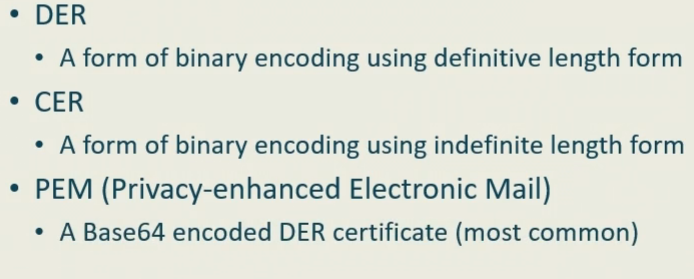 • DER
• A form of binary encoding using definitive length form
• CER
• A form of binary encoding using indefinite length form
• PEM (Privacy-enhanced Electronic Mail)
• A Base64 encoded DER certificate (most common)